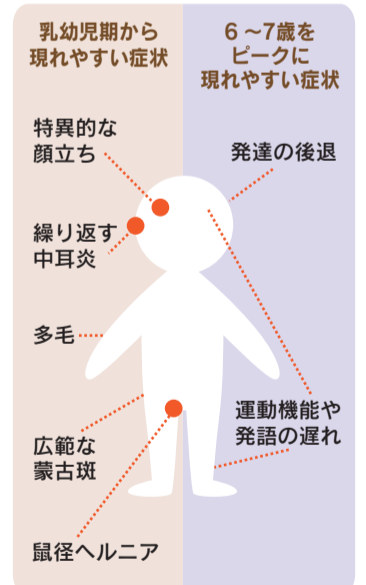 乳幼児期から
現れやすい症状
6～7歳を
ピークに
現れやすい症状
特異的な
顔立ち
発達の後退
繰り返す
中耳炎
多毛
運動機能や
発語の遅れ
広範な
蒙古斑
鼠径ヘルニア